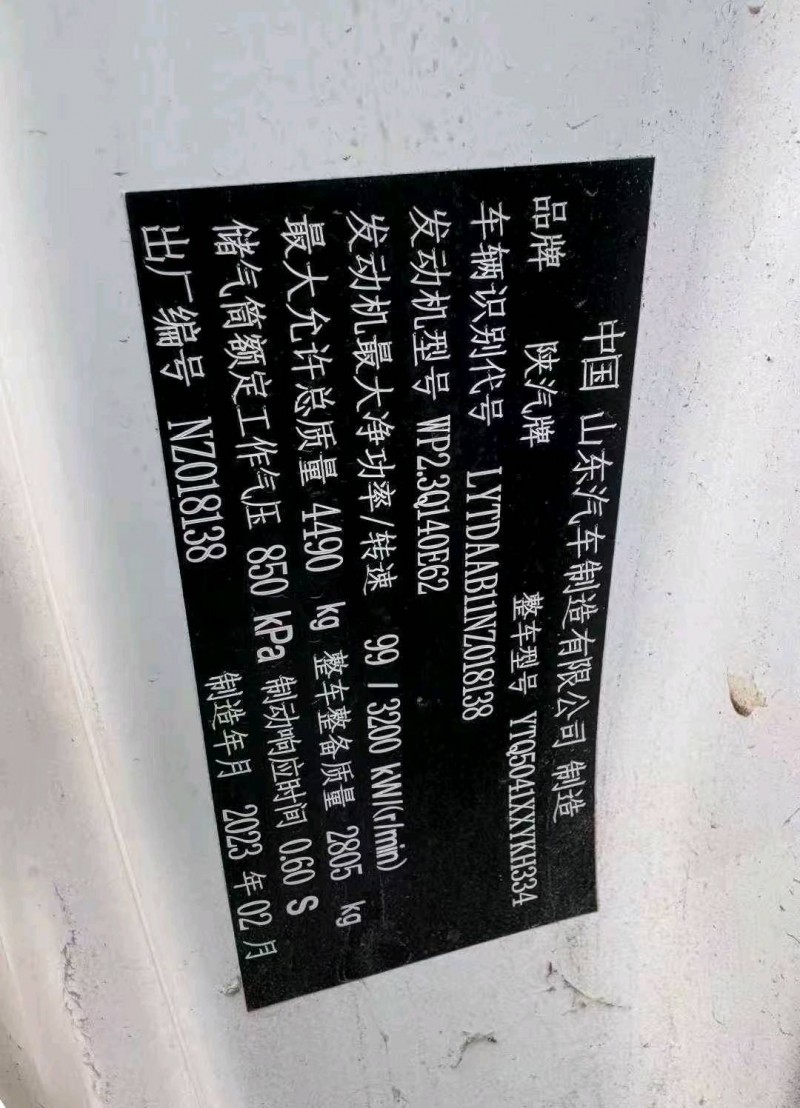 中国 山东汽车制造有限公司 制造
品牌 陕汽牌 整车型号 YTQ5041XXYKH334
车辆识别代号 LYTDAAB11NZ018138
发动机型号 WP2.3Q140E62
发动机最大净功率/转速 99 / 3200 kW/(r/min)
最大允许总质量 4490 kg 整车整备质量 2805 kg
储气筒额定工作气压 850 kPa 制动响应时间 0.60 S
出厂编号 NZ018138 制造年月 2023 年 02 月